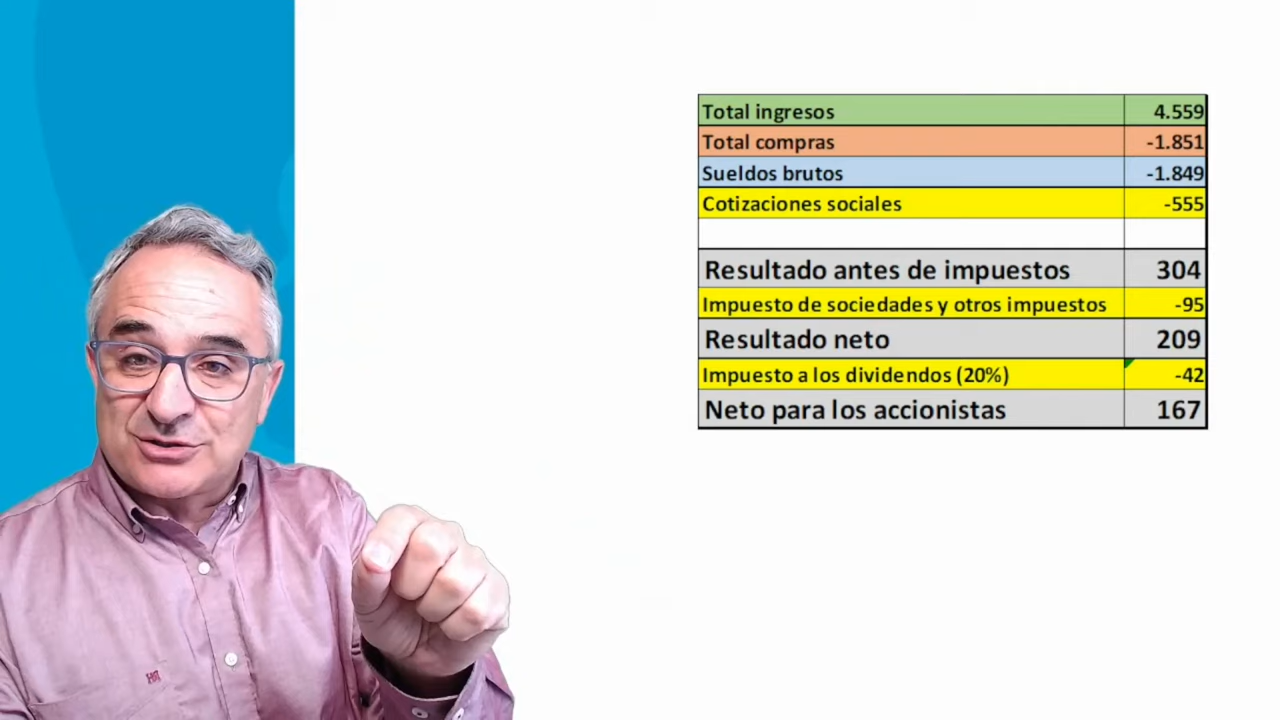 Total ingresos 4.559
Total compras -1.851
Sueldos brutos -1.849
Cotizaciones sociales -555
Resultado antes de impuestos 304
Impuesto de sociedades y otros impuestos -95
Resultado neto 209
Impuesto a los dividendos (20%) -42
Neto para los accionistas 167